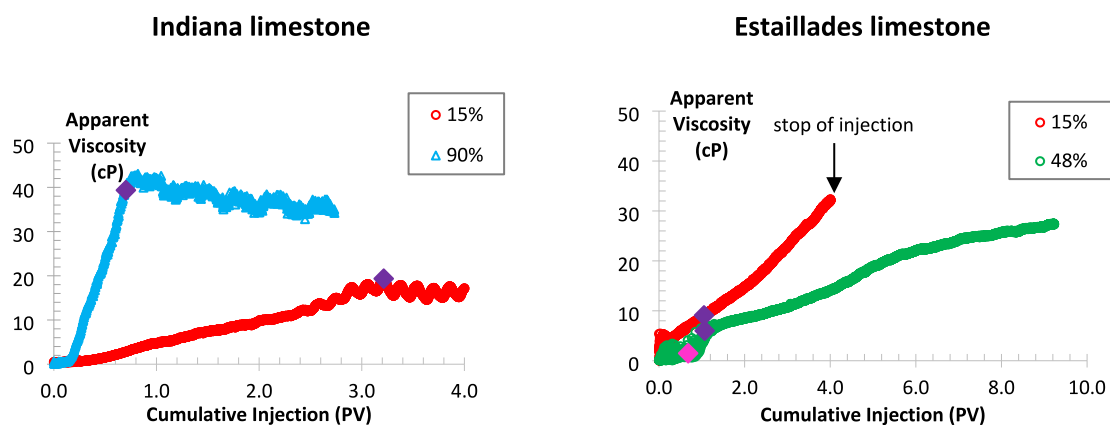 Indiana limestone
Apparent
Viscosity
(cP)
15%
90%
50
40
30
20
10
0
0.0 1.0 2.0 3.0 4.0
Cumulative Injection (PV)
Estaillades limestone
Apparent
Viscosity
(cP)
stop of injection
15%
48%
50
40
30
20
10
0
0.0 2.0 4.0 6.0 8.0 10.0
Cumulative Injection (PV)